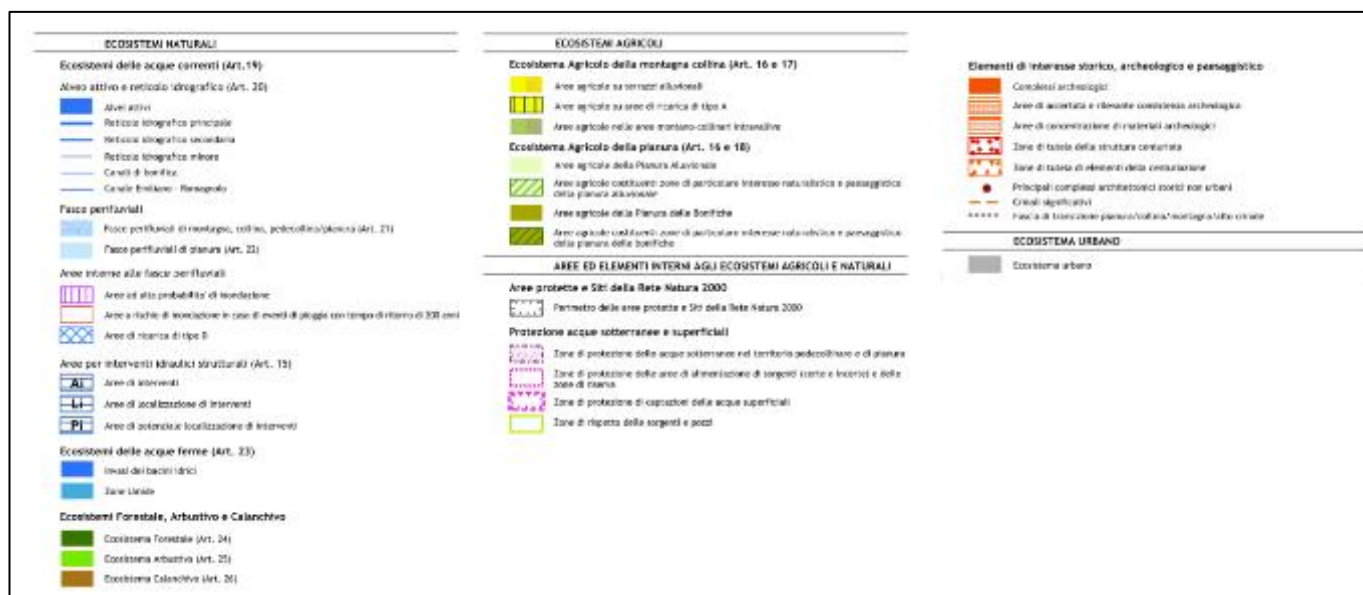 ECOSISTEMI NATURALI
Ecosistemi delle acque correnti (Art.19)
Alveo attivo e reticolo idrografico (Art. 20)
Alvei attivi
Reticolo idrografico principale
Reticolo idrografico secondario
Reticolo idrografico minore
Canali di bonifica
Canale Emiliano - Romagnolo
Fasce perifluviali
Fasce perifluviali di montagna, collina, pedecollina/pianura (Art. 21)
Fasce perifluviali di pianura (Art. 22)
Aree interne alle fasce perifluviali
Aree ad alta probabilita' di inondazione
Aree a rischio di inondazione in caso di eventi di pioggia con tempo di ritorno di 200 anni
Aree di ricarica di tipo D
Aree per interventi idraulici strutturali (Art. 15)
Ai Aree di interventi
Li Aree di localizzazione di interventi
Pi Aree di potenziale localizzazione di interventi
Ecosistemi delle acque ferme (Art. 23)
Invasi dei bacini idrici
Zone Umide
Ecosistemi Forestale, Arbustivo e Calanchivo
Ecosistema Forestale (Art. 24)
Ecosistema Arbustivo (Art. 25)
Ecosistema Calanchivo (Art. 26)
ECOSISTEMI AGRICOLI
Ecosistema Agricolo della montagna collina (Art. 16 e 17)
Aree agricole su terrazzi alluvionali
Aree agricole su aree di ricarica di tipo A
Aree agricole nelle aree montano-collinari intravallive
Ecosistema Agricolo della pianura (Art. 16 e 18)
Aree agricole della Pianura Alluvionale
Aree agricole costituenti zone di particolare interesse naturalistico e paesaggistico
della pianura alluvionale
Aree agricole della Pianura delle Bonifiche
Aree agricole costituenti zone di particolare interesse naturalistico e paesaggistico
della pianura delle bonifiche
AREE ED ELEMENTI INTERNI AGLI ECOSISTEMI AGRICOLI E NATURALI
Aree protette e Siti della Rete Natura 2000
Perimetro delle aree protette e Siti della Rete Natura 2000
Protezione acque sotterranee e superficiali
Zone di protezione delle acque sotterranee nel territorio pedecollinare e di pianura
Zone di protezione delle aree di alimentazione di sorgenti (certe e incerte) e delle
zone di riserva
Zone di protezione di captazioni delle acque superficiali
Zone di rispetto delle sorgenti e pozzi
Elementi di interesse storico, archeologico e paesaggistico
Complessi archeologici
Aree di accertata e rilevante consistenza archeologica
Aree di concentrazione di materiali archeologici
Zone di tutela della struttura centuriata
Zone di tutela di elementi della centuriazione
Principali complessi architettonici storici non urbani
Crinali significativi
Fascia di transizione pianura/collina/montagna/alto crinale
ECOSISTEMA URBANO
Ecosistema urbano